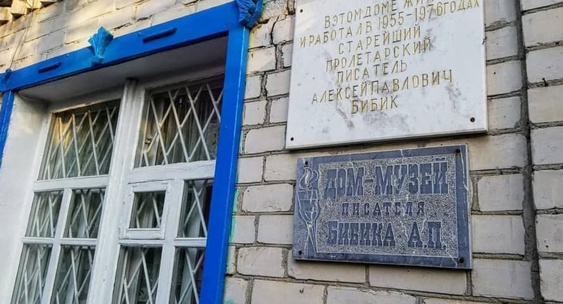 В ЭТОМ ДОМЕ ЖИЛ
И РАБОТАЛ В 1955-1976 ГОДАХ
СТАРЕЙШИЙ
ПРОЛЕТАРСКИЙ
ПИСАТЕЛЬ
АЛЕКСЕЙ ПАВЛОВИЧ
БИБИК
ДОМ-МУЗЕЙ
ПИСАТЕЛЯ
БИБИКА А.П.